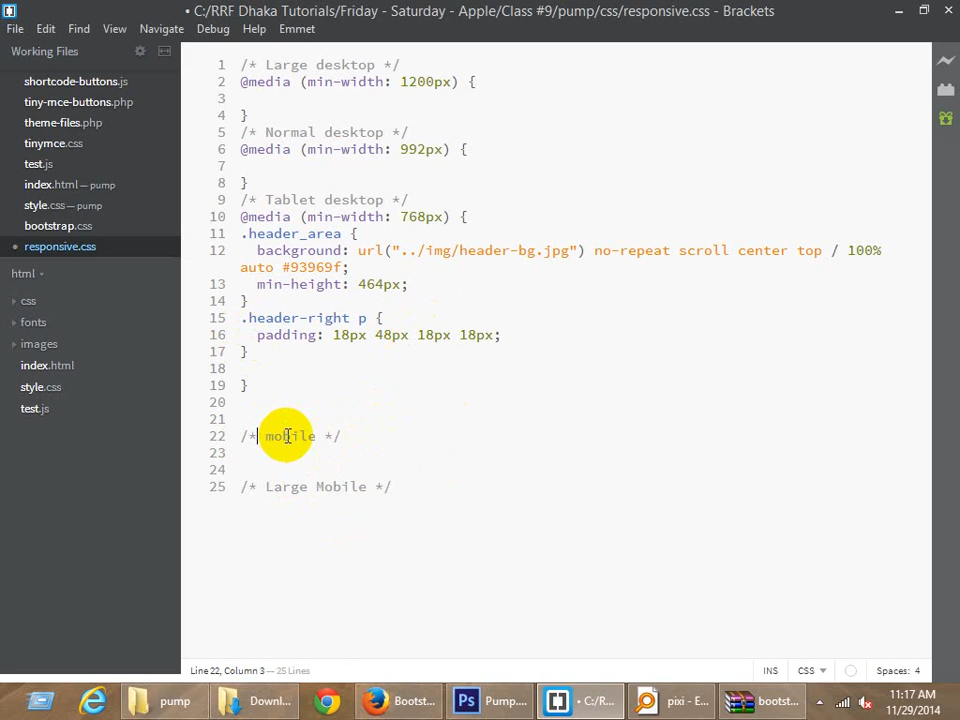 • C:/RRF Dhaka Tutorials/Friday - Saturday - Apple/Class #9/pump/css/responsive.css - Brackets
File Edit Find View Navigate Debug Help Emmet
Working Files
shortcode-buttons.js
tiny-mce-buttons.php
theme-files.php
tinymce.css
test.js
index.html — pump
style.css — pump
bootstrap.css
responsive.css
html
css
fonts
images
index.html
style.css
test.js
1 /* Large desktop */
2 @media (min-width: 1200px) {
3
4 }
5 /* Normal desktop */
6 @media (min-width: 992px) {
7
8 }
9 /* Tablet desktop */
10 @media (min-width: 768px) {
11 .header_area {
12 background: url("../img/header-bg.jpg") no-repeat scroll center top / 100%
auto #93969f;
13 min-height: 464px;
14 }
15 .header-right p {
16 padding: 18px 48px 18px 18px;
17 }
18
19 }
20
21
22 /* mobile */
23
24
25 /* Large Mobile */
Line 22, Column 3 — 25 Lines
INS CSS Spaces: 4
pump
Downl...
Bootst...
Pump....
• C:/R...
pixi - E...
bootst...
11:17 AM
11/29/2014